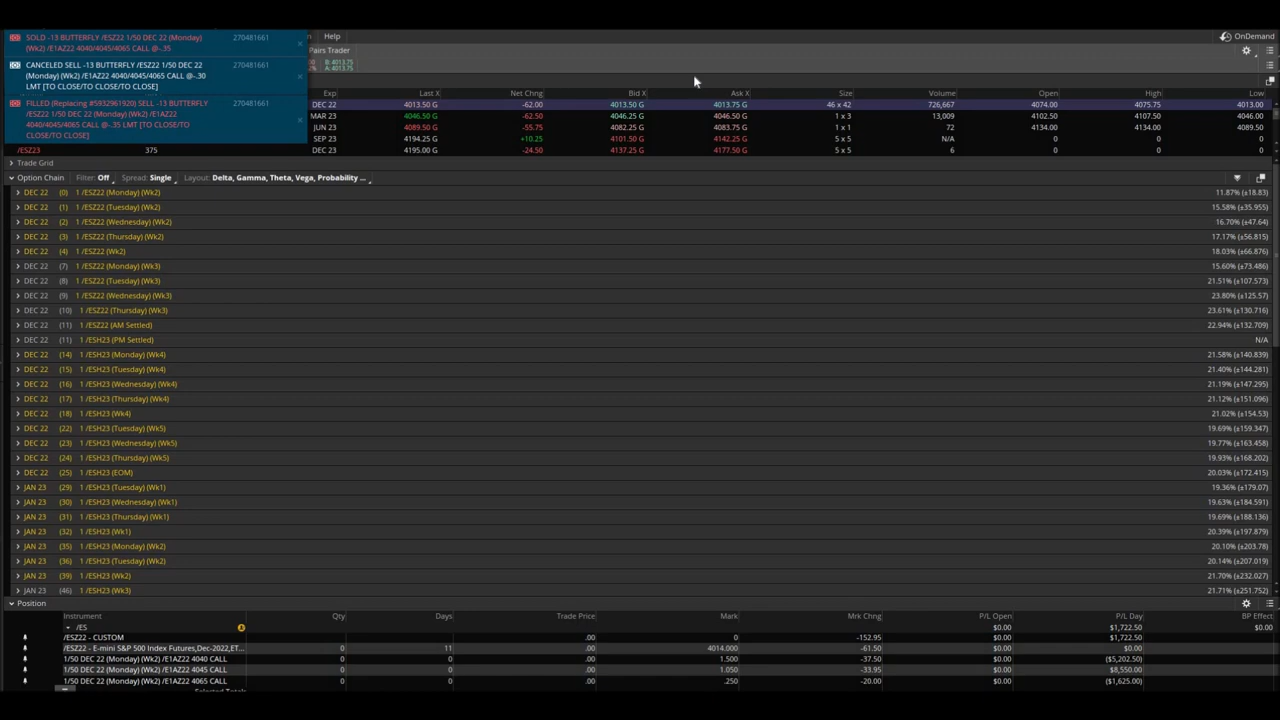 Help OnDemand
SOLD -13 BUTTERFLY /ESZ22 1/50 DEC 22 (Monday) 270481661
(Wk2) /E1AZ22 4040/4045/4065 CALL @-.35
CANCELED SELL -13 BUTTERFLY /ESZ22 1/50 DEC 22 270481661
(Monday) (Wk2) /E1AZ22 4040/4045/4065 CALL @-.30
LMT [TO CLOSE/TO CLOSE/TO CLOSE]
FILLED (Replacing #5932961920) SELL -13 BUTTERFLY 270481661
/ESZ22 1/50 DEC 22 (Monday) (Wk2) /E1AZ22
4040/4045/4065 CALL @-.35 LMT [TO CLOSE/TO
CLOSE/TO CLOSE]
Pairs Trader
B: 4013.75
A: 4013.75
Exp Last X Net Chng Bid X Ask X Size Volume Open High Low
DEC 22 4013.50 G -62.00 4013.50 G 4013.75 G 46 x 42 726,667 4074.00 4075.75 4013.00
MAR 23 4046.50 G -62.50 4046.25 G 4046.50 G 1 x 3 13,009 4102.50 4107.50 4046.00
JUN 23 4089.50 G -55.75 4082.25 G 4083.75 G 1 x 1 72 4134.00 4134.00 4089.50
SEP 23 4194.25 G +10.25 4101.50 G 4142.25 G 5 x 5 N/A 0 0 0
/ESZ23 375 DEC 23 4195.00 G -24.50 4137.25 G 4177.50 G 5 x 5 6 0 0 0
Trade Grid
Option Chain Filter: Off Spread: Single Layout: Delta, Gamma, Theta, Vega, Probability ...
DEC 22 (0) 1 /ESZ22 (Monday) (Wk2) 11.87% (±18.83)
DEC 22 (1) 1 /ESZ22 (Tuesday) (Wk2) 15.58% (±35.955)
DEC 22 (2) 1 /ESZ22 (Wednesday) (Wk2) 16.70% (±47.64)
DEC 22 (3) 1 /ESZ22 (Thursday) (Wk2) 17.17% (±56.815)
DEC 22 (4) 1 /ESZ22 (Wk2) 18.03% (±66.876)
DEC 22 (7) 1 /ESZ22 (Monday) (Wk3) 15.60% (±73.486)
DEC 22 (8) 1 /ESZ22 (Tuesday) (Wk3) 21.51% (±107.573)
DEC 22 (9) 1 /ESZ22 (Wednesday) (Wk3) 23.80% (±125.57)
DEC 22 (10) 1 /ESZ22 (Thursday) (Wk3) 23.61% (±130.716)
DEC 22 (11) 1 /ESZ22 (AM Settled) 22.94% (±132.709)
DEC 22 (11) 1 /ESH23 (PM Settled) N/A
DEC 22 (14) 1 /ESH23 (Monday) (Wk4) 21.58% (±140.839)
DEC 22 (15) 1 /ESH23 (Tuesday) (Wk4) 21.40% (±144.281)
DEC 22 (16) 1 /ESH23 (Wednesday) (Wk4) 21.19% (±147.295)
DEC 22 (17) 1 /ESH23 (Thursday) (Wk4) 21.12% (±151.096)
DEC 22 (18) 1 /ESH23 (Wk4) 21.02% (±154.53)
DEC 22 (22) 1 /ESH23 (Tuesday) (Wk5) 19.69% (±159.347)
DEC 22 (23) 1 /ESH23 (Wednesday) (Wk5) 19.77% (±163.458)
DEC 22 (24) 1 /ESH23 (Thursday) (Wk5) 19.93% (±168.202)
DEC 22 (25) 1 /ESH23 (EOM) 20.03% (±172.415)
JAN 23 (29) 1 /ESH23 (Tuesday) (Wk1) 19.36% (±179.07)
JAN 23 (30) 1 /ESH23 (Wednesday) (Wk1) 19.63% (±184.591)
JAN 23 (31) 1 /ESH23 (Thursday) (Wk1) 19.69% (±188.136)
JAN 23 (32) 1 /ESH23 (Wk1) 20.39% (±197.879)
JAN 23 (35) 1 /ESH23 (Monday) (Wk2) 20.10% (±203.78)
JAN 23 (36) 1 /ESH23 (Tuesday) (Wk2) 20.14% (±207.019)
JAN 23 (39) 1 /ESH23 (Wk2) 21.70% (±232.027)
JAN 23 (46) 1 /ESH23 (Wk3) 21.71% (±251.752)
Position
Instrument Qty Days Trade Price Mark Mrk Chng P/L Open P/L Day BP Effect
/ES $0.00 $1,722.50 $0.00
/ESZ22 - CUSTOM .00 0 -152.95 $0.00 $1,722.50
/ESZ22 - E-mini S&P 500 Index Futures,Dec-2022,ET... 0 11 .00 4014.000 -61.50 $0.00 $0.00
1/50 DEC 22 (Monday) (Wk2) /E1AZ22 4040 CALL 0 .00 1.500 -37.50 $0.00 ($5,202.50)
1/50 DEC 22 (Monday) (Wk2) /E1AZ22 4045 CALL 0 .00 1.050 -33.95 $0.00 $8,550.00
1/50 DEC 22 (Monday) (Wk2) /E1AZ22 4065 CALL 0 .00 .250 -20.00 $0.00 ($1,625.00)